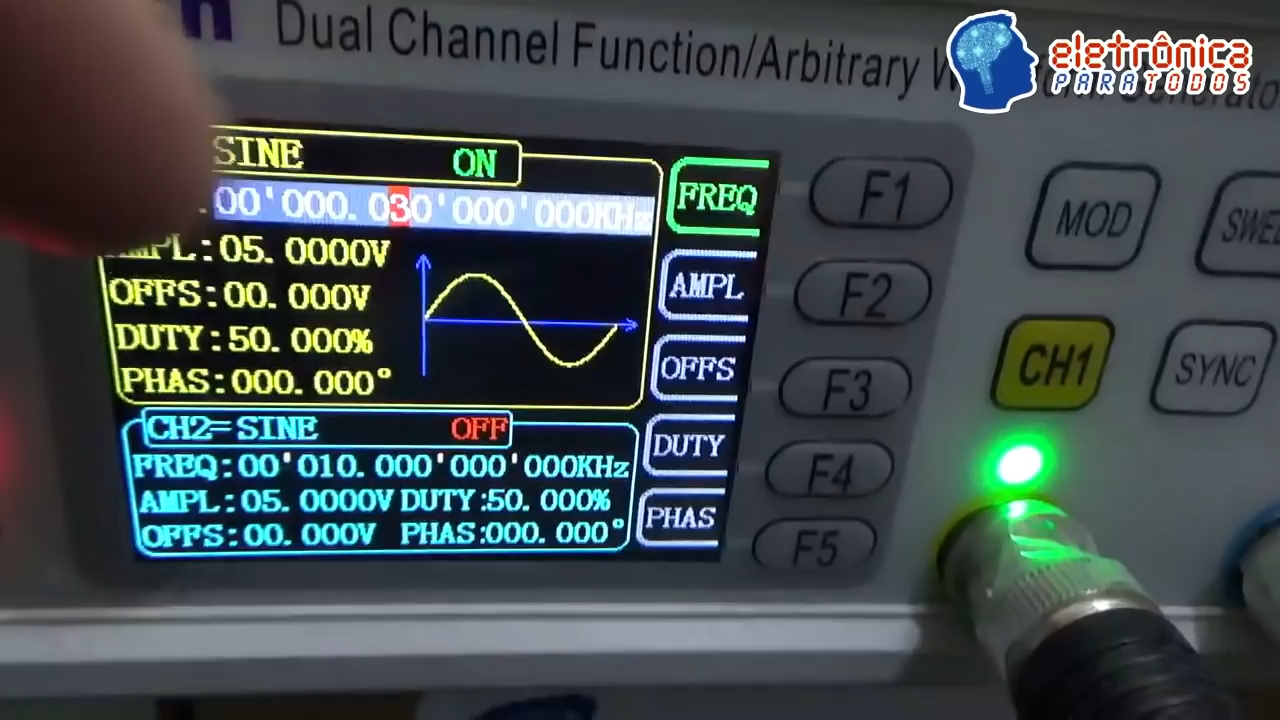 Dual Channel Function/Arbitrary
eletrônica
PARATODOS
SINE ON
00'000.030'000'000KHz
AMPL:05.0000V
OFFS:00.000V
DUTY:50.000%
PHAS:000.000°
CH2=SINE OFF
FREQ:00'010.000'000'000KHz
AMPL:05.0000V DUTY:50.000%
OFFS:00.000V PHAS:000.000°
FREQ
AMPL
OFFS
DUTY
PHAS
F1
F2
F3
F4
F5
MOD
CH1
SYNC